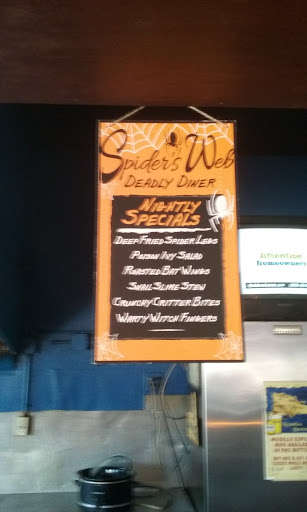 Spider's Web
DEADLY DINER
NIGHTLY
SPECIALS
DEEP FRIED SPIDER LEGS
POISON IVY SALAD
ROASTED BAT WINGS
SNAIL SLIME STEW
CRUNCHY CRITTER BITES
WARTY WITCH FINGERS
Attention
homeowners